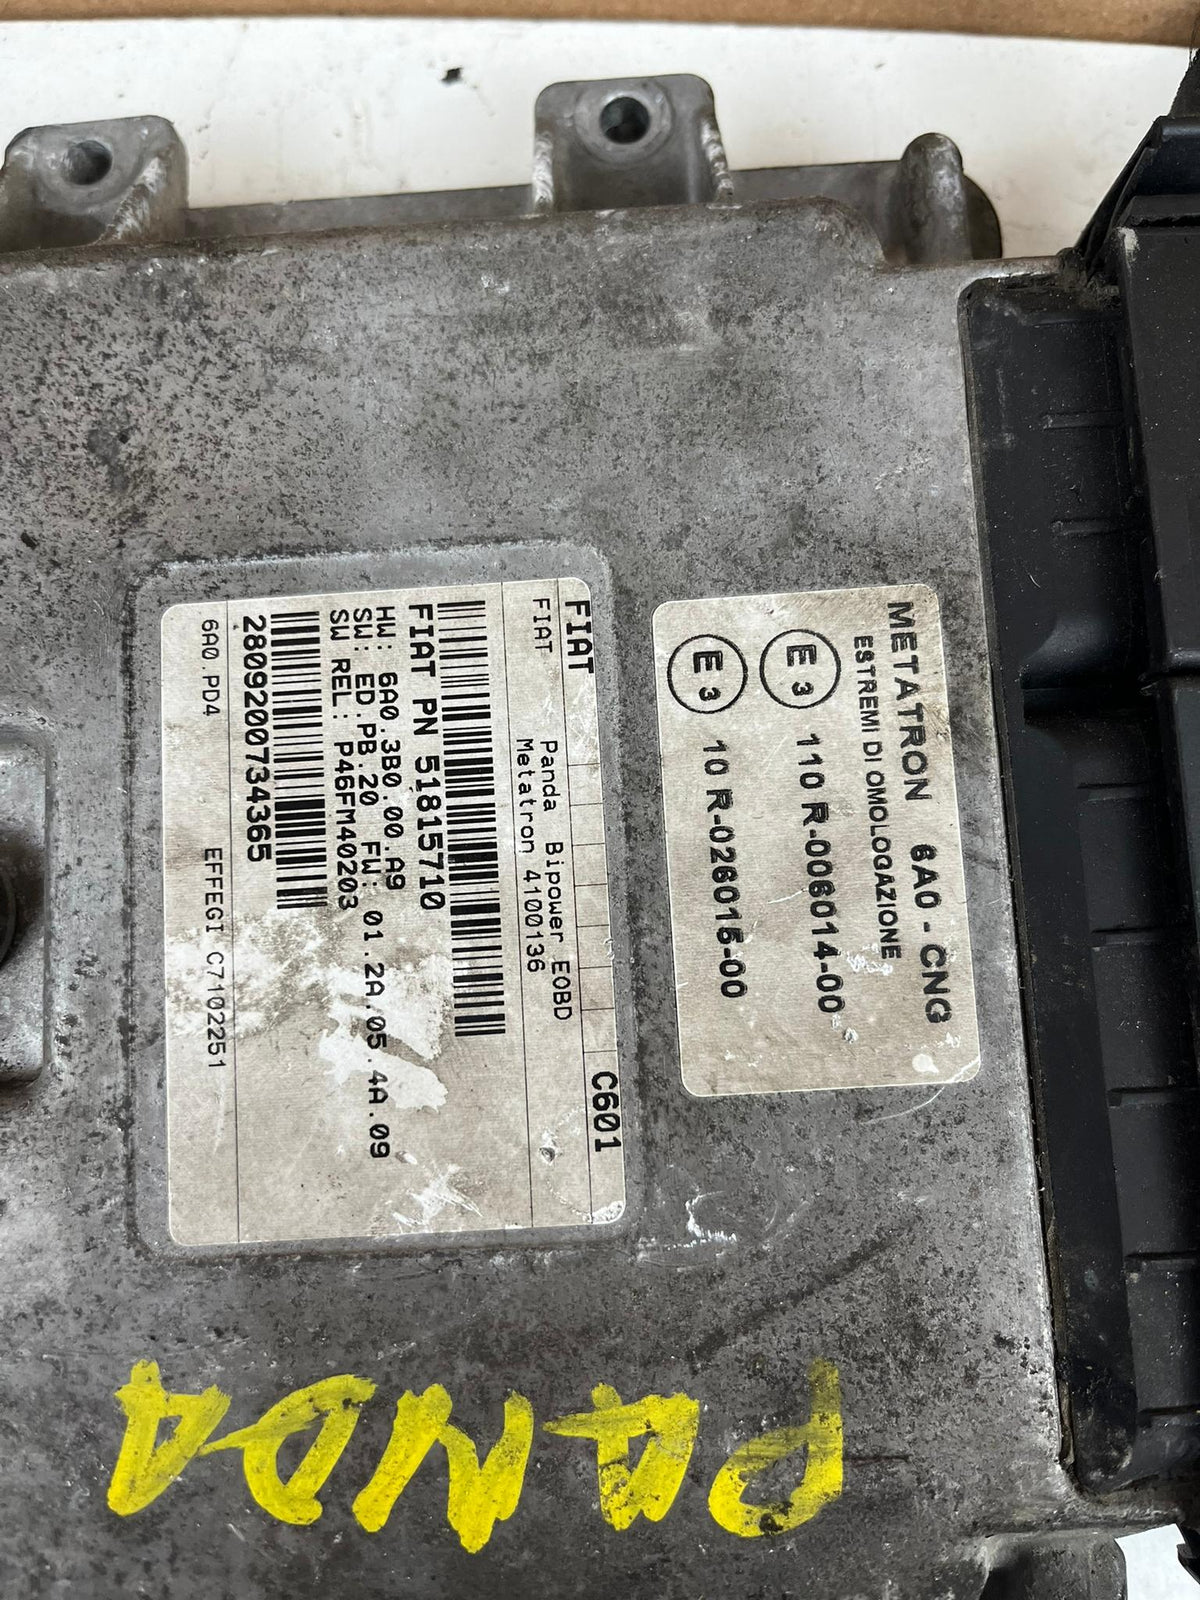 METATRON 6A0 - CNG
ESTREMI DI OMOLOGAZIONE
E 3 110 R-006014-00
E 3 10 R-026015-00
FIAT C601
Panda Bipower EOBD
FIAT Metatron 4100136
FIAT PN 51815710
HW: 6A0.3B0.00.A9
SW: ED.PB.20 FW: 01.2A/05.4A.09
SW REL: P46FM40203
2809200734365
6A0.PD4 EFFEGI C7102251
PANDA